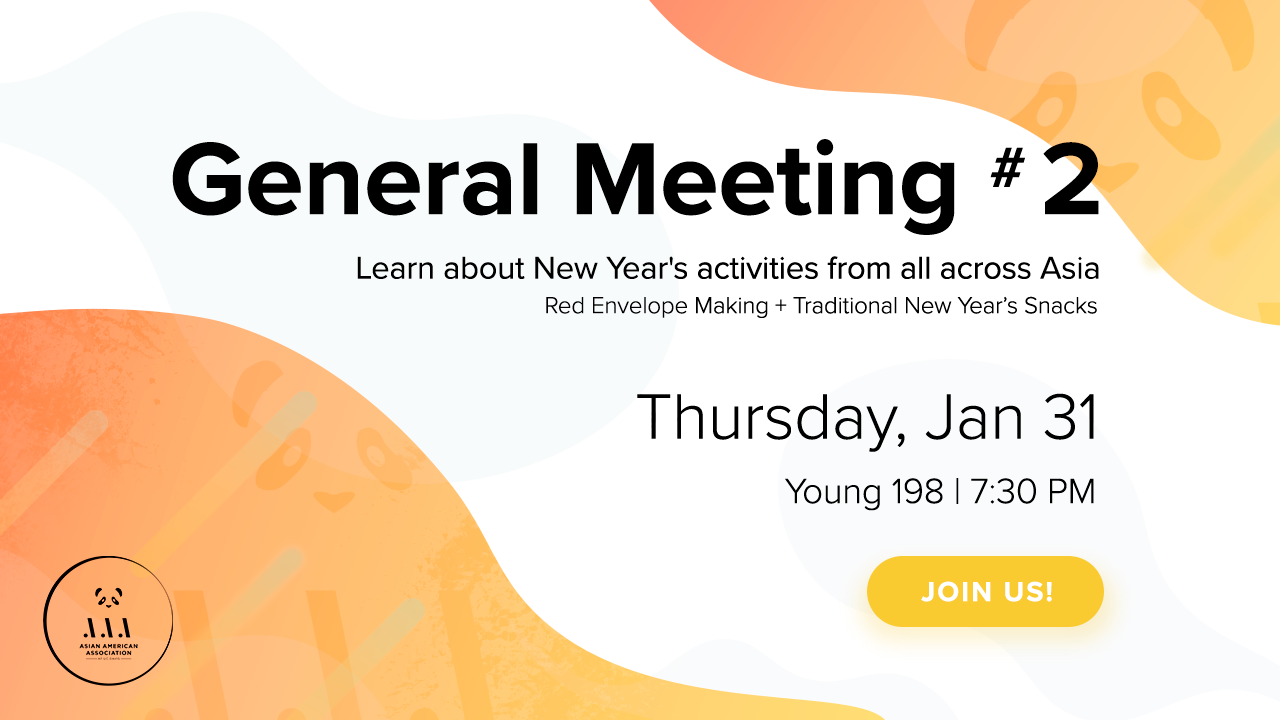 General Meeting #2
Learn about New Year's activities from all across Asia
Red Envelope Making + Traditional New Year’s Snacks
Thursday, Jan 31
Young 198 | 7:30 PM
JOIN US!
ASIAN AMERICAN
ASSOCIATION